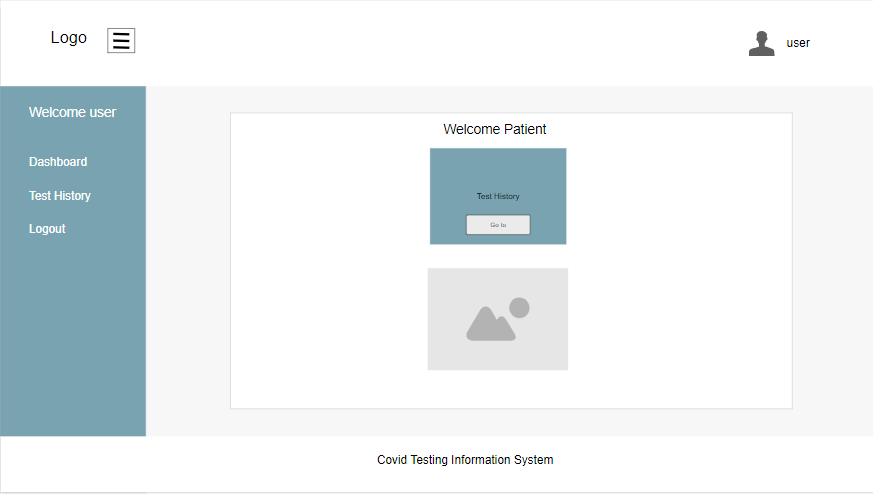 Logo
user
Welcome user
Dashboard
Test History
Logout
Welcome Patient
Test History
Go to
Covid Testing Information System